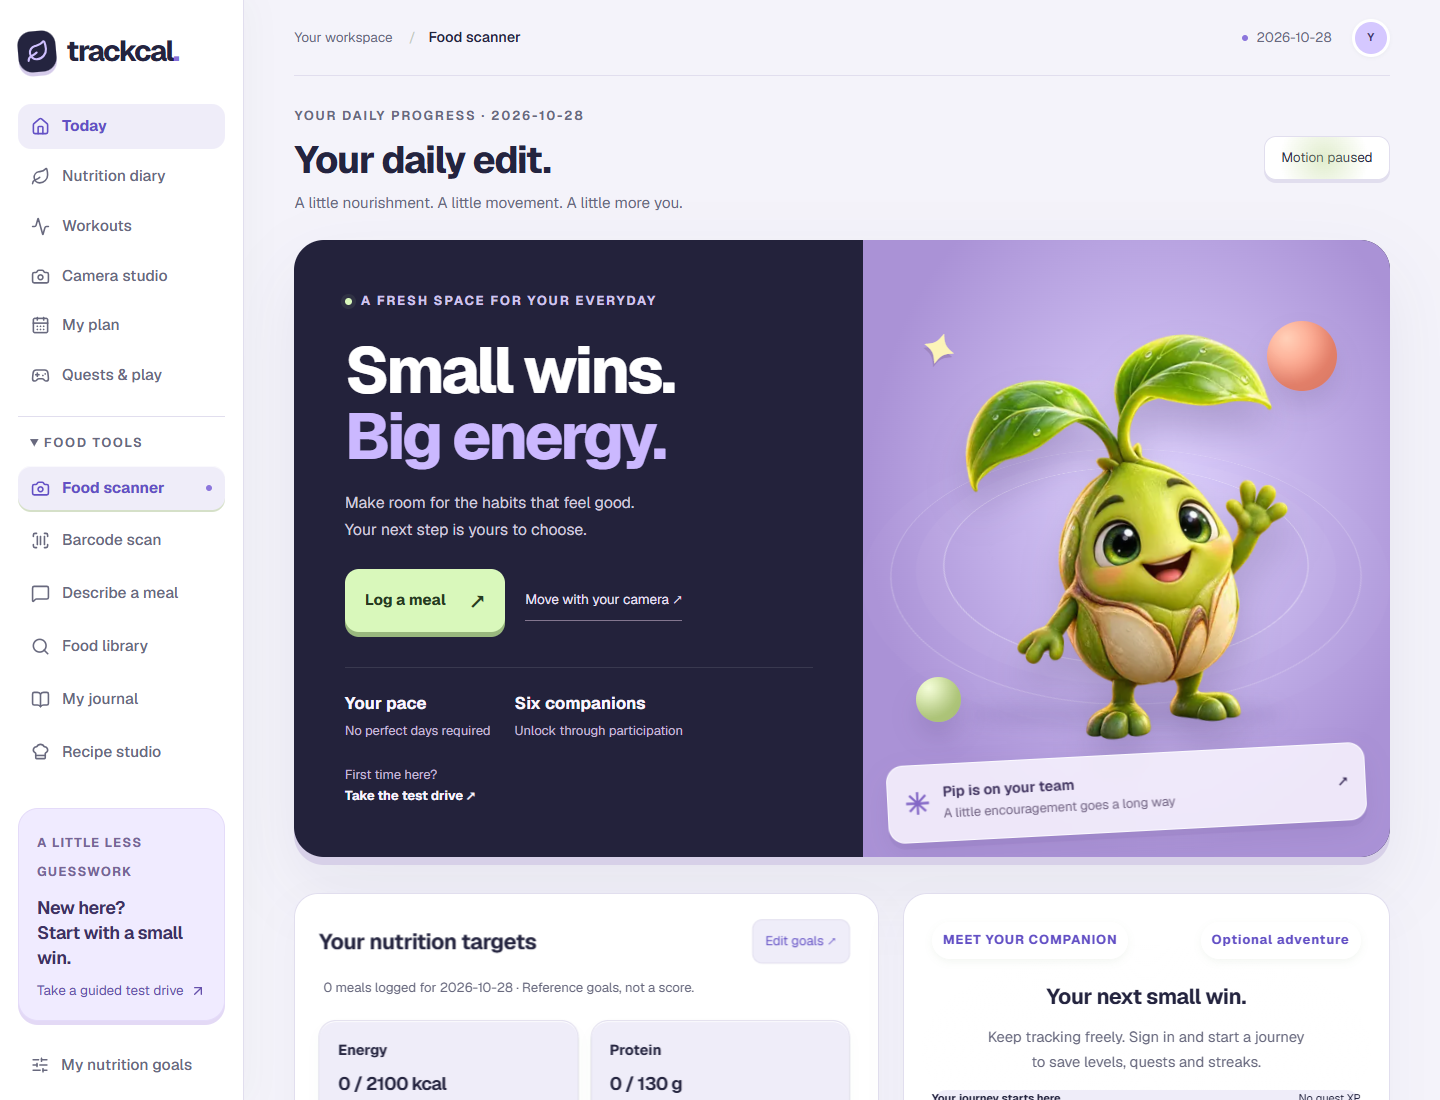 trackcal.
Today
Nutrition diary
Workouts
Camera studio
My plan
Quests & play
▼ FOOD TOOLS
Food scanner
Barcode scan
Describe a meal
Food library
My journal
Recipe studio
A LITTLE LESS
GUESSWORK
New here?
Start with a small
win.
Take a guided test drive ↗
My nutrition goals
Your workspace / Food scanner
2026-10-28
Y
YOUR DAILY PROGRESS · 2026-10-28
Your daily edit.
A little nourishment. A little movement. A little more you.
Motion paused
A FRESH SPACE FOR YOUR EVERYDAY
Small wins.
Big energy.
Make room for the habits that feel good.
Your next step is yours to choose.
Log a meal ↗
Move with your camera ↗
Your pace
No perfect days required
Six companions
Unlock through participation
First time here?
Take the test drive ↗
Pip is on your team ↗
A little encouragement goes a long way
Your nutrition targets
Edit goals ↗
0 meals logged for 2026-10-28 · Reference goals, not a score.
Energy
0 / 2100 kcal
Protein
0 / 130 g
MEET YOUR COMPANION
Optional adventure
Your next small win.
Keep tracking freely. Sign in and start a journey
to save levels, quests and streaks.
Your journey starts here
No quest XP